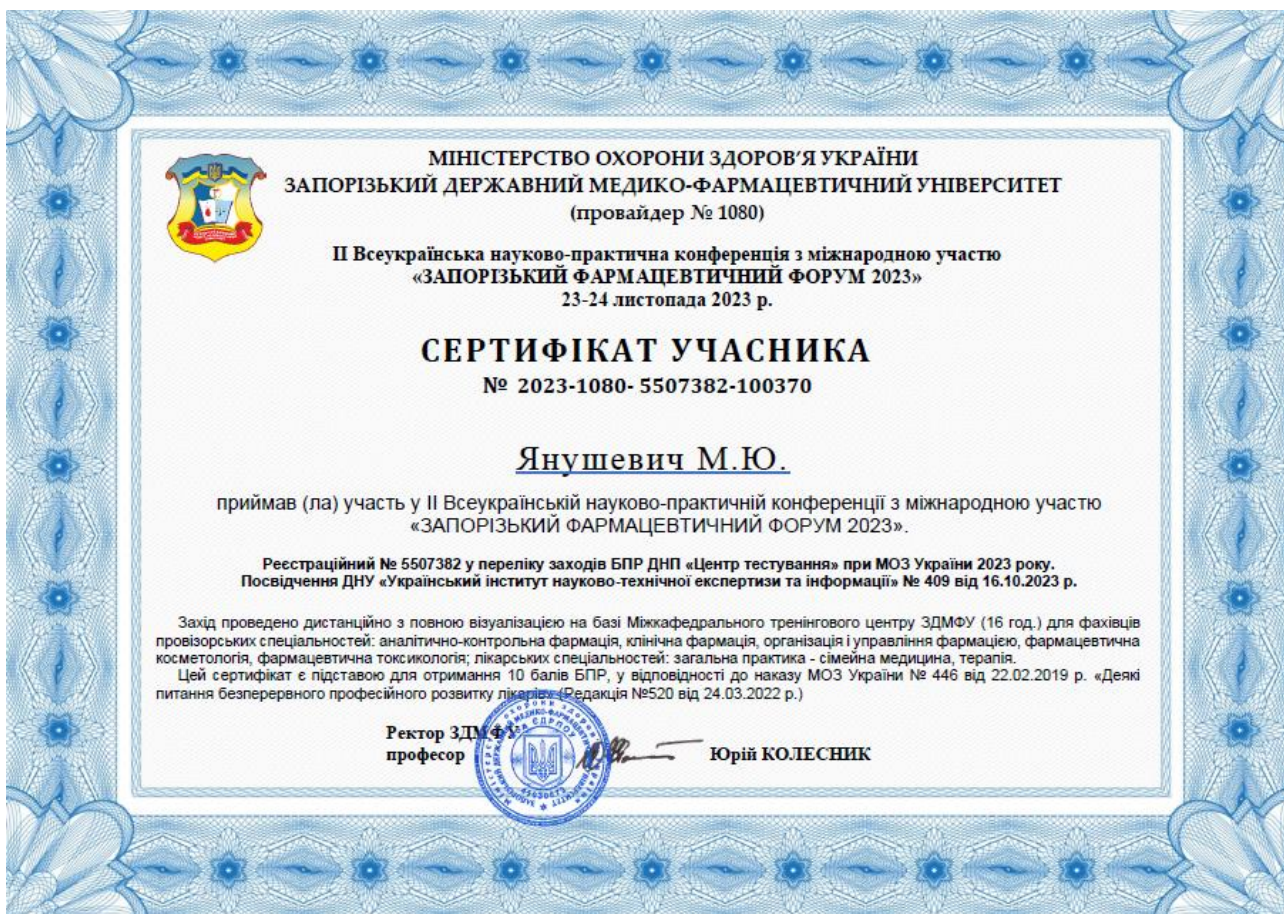 МІНІСТЕРСТВО ОХОРОНИ ЗДОРОВ'Я УКРАЇНИ
ЗАПОРІЗЬКИЙ ДЕРЖАВНИЙ МЕДИКО-ФАРМАЦЕВТИЧНИЙ УНІВЕРСИТЕТ
(провайдер № 1080)
ІІ Всеукраїнська науково-практична конференція з міжнародною участю
«ЗАПОРІЗЬКИЙ ФАРМАЦЕВТИЧНИЙ ФОРУМ 2023»
23-24 листопада 2023 р.
СЕРТИФІКАТ УЧАСНИКА
№ 2023-1080- 5507382-100370
Янушевич М.Ю.
приймав (ла) участь у ІІ Всеукраїнській науково-практичній конференції з міжнародною участю
«ЗАПОРІЗЬКИЙ ФАРМАЦЕВТИЧНИЙ ФОРУМ 2023».
Реєстраційний № 5507382 у переліку заходів БПР ДНП «Центр тестування» при МОЗ України 2023 року.
Посвідчення ДНУ «Український інститут науково-технічної експертизи та інформації» № 409 від 16.10.2023 р.
Захід проведено дистанційно з повною візуалізацією на базі Міжкафедрального тренінгового центру ЗДМФУ (16 год.) для фахівців
провізорських спеціальностей: аналітично-контрольна фармація, клінічна фармація, організація і управління фармацією, фармацевтична
косметологія, фармацевтична токсикологія; лікарських спеціальностей: загальна практика - сімейна медицина, терапія.
Цей сертифікат є підставою для отримання 10 балів БПР, у відповідності до наказу МОЗ України № 446 від 22.02.2019 р. «Деякі
питання безперервного професійного розвитку лікарів» (Редакція №520 від 24.03.2022 р.)
Ректор ЗДМФУ
професор Юрій КОЛЕСНИК